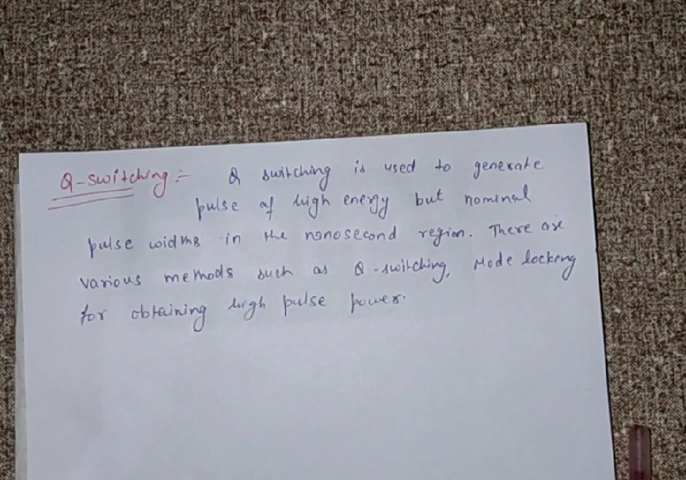 Q-switching:- Q switching is used to generate
pulse of high energy but nominal
pulse widths in the nanosecond region. There are
various methods such as Q-switching, Mode locking
for obtaining high pulse power.